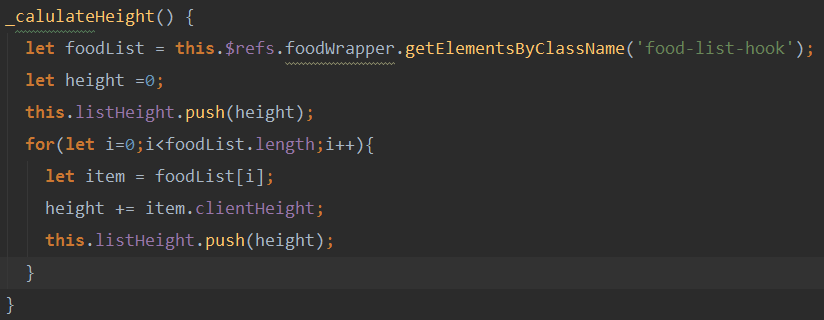 _calulateHeight() {
let foodList = this.$refs.foodWrapper.getElementsByClassName('food-list-hook');
let height =0;
this.listHeight.push(height);
for(let i=0;i<foodList.length;i++){
let item = foodList[i];
height += item.clientHeight;
this.listHeight.push(height);
}
}